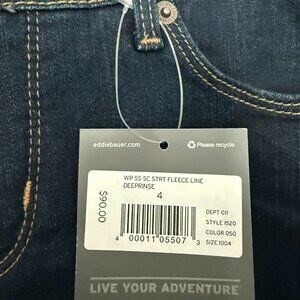 eddiebauer.com
Please recycle
WP SS SC STRT FLEECE LINE
DEEPRINSE
4
$90.00
DEPT 011
STYLE 1520
COLOR 050
SIZE 1004
4 00011 05507 3
LIVE YOUR ADVENTURE